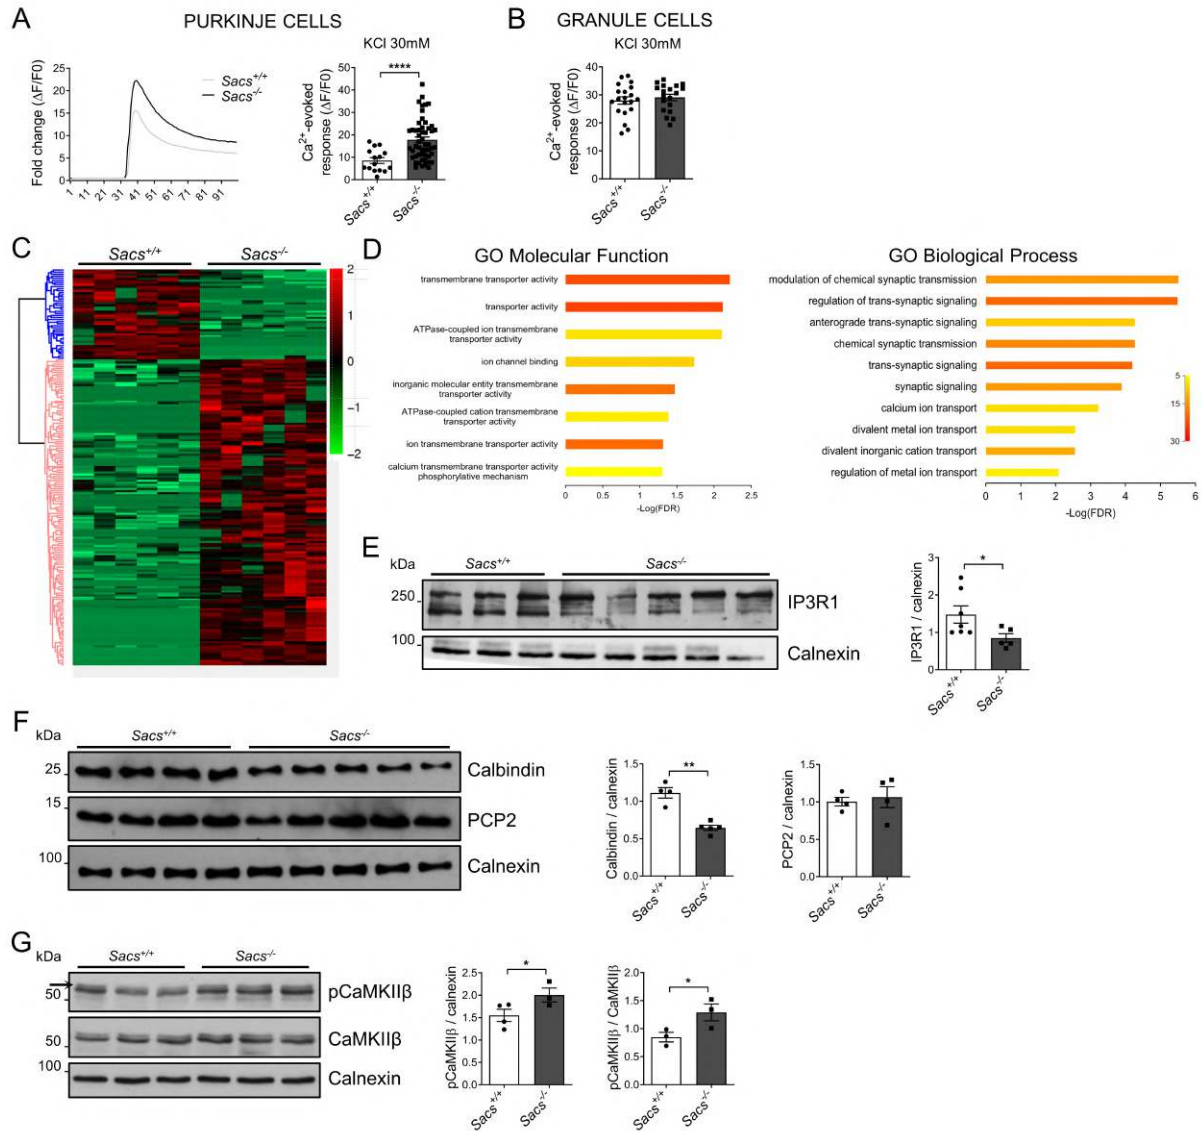 A
PURKINJE CELLS
Fold change (ΔF/F0)
25
20
15
10
5
0
1
11
21
31
41
51
61
71
81
91
Sacs+/+
Sacs-/-
KCl 30mM
Ca2+-evoked
response (ΔF/F0)
50
40
30
20
10
0
****
Sacs+/+
Sacs-/-
B
GRANULE CELLS
KCl 30mM
Ca2+-evoked
response (ΔF/F0)
40
30
20
10
0
Sacs+/+
Sacs-/-
C
Sacs+/+
Sacs-/-
2
1
0
-1
-2
D
GO Molecular Function
transmembrane transporter activity
transporter activity
ATPase-coupled ion transmembrane
transporter activity
ion channel binding
inorganic molecular entity transmembrane
transporter activity
ATPase-coupled cation transmembrane
transporter activity
ion transmembrane transporter activity
calcium transmembrane transporter activity
phosphorylative mechanism
0
0.5
1
1.5
2
2.5
-Log(FDR)
GO Biological Process
modulation of chemical synaptic transmission
regulation of trans-synaptic signaling
anterograde trans-synaptic signaling
chemical synaptic transmission
trans-synaptic signaling
synaptic signaling
calcium ion transport
divalent metal ion transport
divalent inorganic cation transport
regulation of metal ion transport
0
1
2
3
4
5
6
-Log(FDR)
5
15
30
E
kDa
Sacs+/+
Sacs-/-
250
IP3R1
100
Calnexin
IP3R1 / calnexin
3
2
1
0
*
Sacs+/+
Sacs-/-
F
kDa
Sacs+/+
Sacs-/-
25
Calbindin
15
PCP2
100
Calnexin
Calbindin / calnexin
1.5
1.0
0.5
0.0
**
Sacs+/+
Sacs-/-
PCP2 / calnexin
1.5
1.0
0.5
0.0
Sacs+/+
Sacs-/-
G
kDa
Sacs+/+
Sacs-/-
50
pCaMKIIβ
50
CaMKIIβ
100
Calnexin
pCaMKIIβ / calnexin
2.5
2.0
1.5
1.0
0.5
0.0
*
Sacs+/+
Sacs-/-
pCaMKIIβ / CaMKIIβ
2.0
1.5
1.0
0.5
0.0
*
Sacs+/+
Sacs-/-